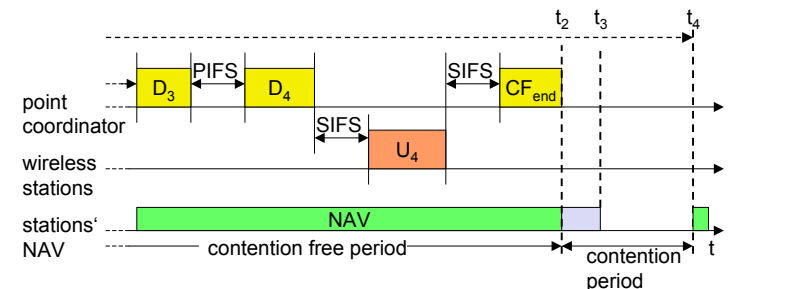 t2 t3 t4
PIFS SIFS
D3 D4 CFend
point
coordinator
SIFS
U4
wireless
stations
stations‘
NAV
NAV
t
contention free period
contention
period